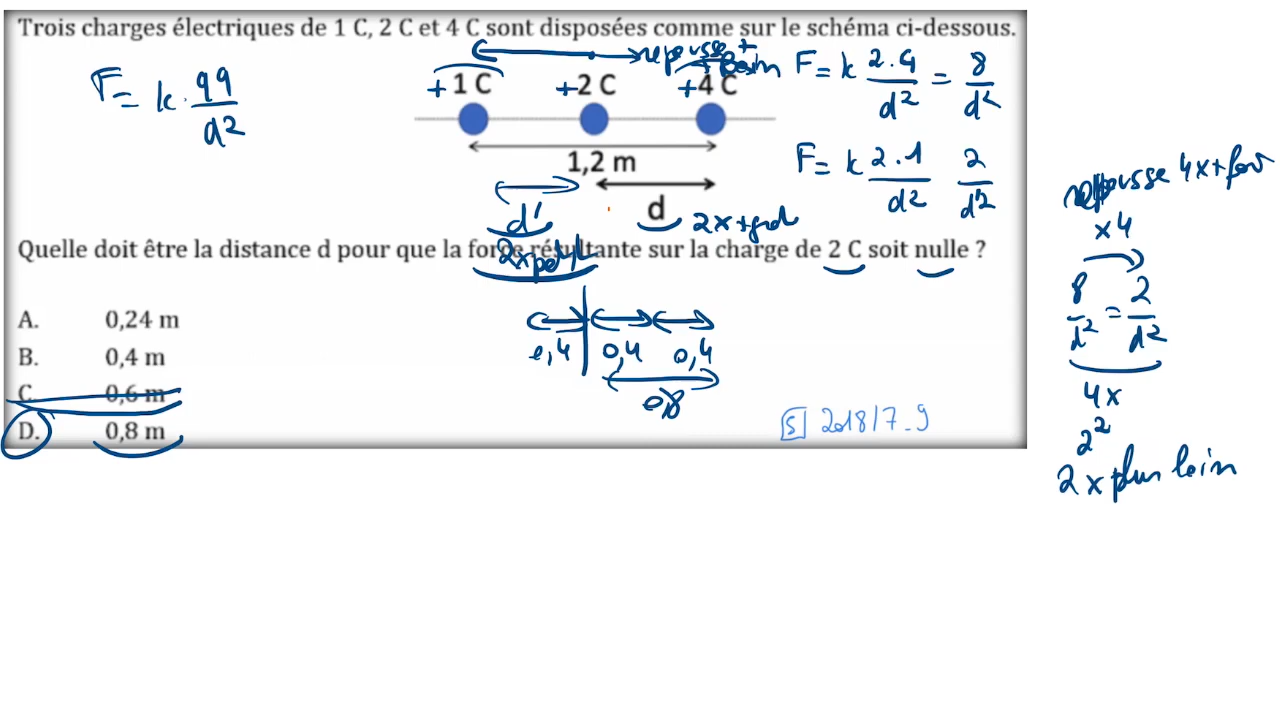 Trois charges électriques de 1 C, 2 C et 4 C sont disposées comme sur le schéma ci-dessous.
repousse +
+ loin
F = k · qq / d²
+1 C +2 C +4 C
F = k 2·4 / d² = 8 / d²
1,2 m
F = k 2·1 / d² 2 / d²
repousse 4x + fort
d' d 2x + gd
x4
Quelle doit être la distance d pour que la force résultante sur la charge de 2 C soit nulle ?
2x petit
8 / d² = 2 / d²
A. 0,24 m
B. 0,4 m
0,4 0,4 0,4
C. 0,6 m
4x
0,8
D. 0,8 m
S 2018/7_9
2²
2 x plus loin